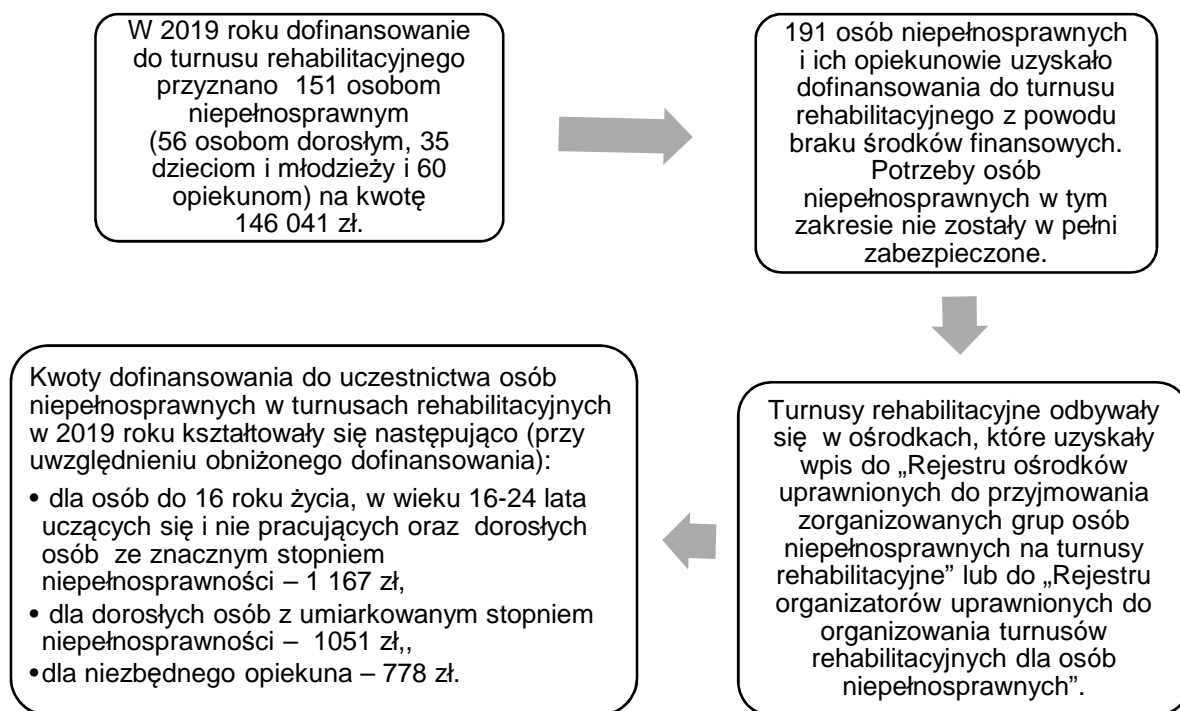 W 2019 roku dofinansowanie
do turnusu rehabilitacyjnego
przyznano 151 osobom
niepełnosprawnym
(56 osobom dorosłym, 35
dzieciom i młodzieży i 60
opiekunom) na kwotę
146 041 zł.
191 osób niepełnosprawnych
i ich opiekunowie uzyskało
dofinansowania do turnusu
rehabilitacyjnego z powodu
braku środków finansowych.
Potrzeby osób
niepełnosprawnych w tym
zakresie nie zostały w pełni
zabezpieczone.
Turnusy rehabilitacyjne odbywały
się w ośrodkach, które uzyskały
wpis do „Rejestru ośrodków
uprawnionych do przyjmowania
zorganizowanych grup osób
niepełnosprawnych na turnusy
rehabilitacyjne” lub do „Rejestru
organizatorów uprawnionych do
organizowania turnusów
rehabilitacyjnych dla osób
niepełnosprawnych”.
Kwoty dofinansowania do uczestnictwa osób
niepełnosprawnych w turnusach rehabilitacyjnych
w 2019 roku kształtowały się następująco (przy
uwzględnieniu obniżonego dofinansowania):
• dla osób do 16 roku życia, w wieku 16-24 lata
uczących się i nie pracujących oraz dorosłych
osób ze znacznym stopniem
niepełnosprawności – 1 167 zł,
• dla dorosłych osób z umiarkowanym stopniem
niepełnosprawności – 1051 zł,,
• dla niezbędnego opiekuna – 778 zł.